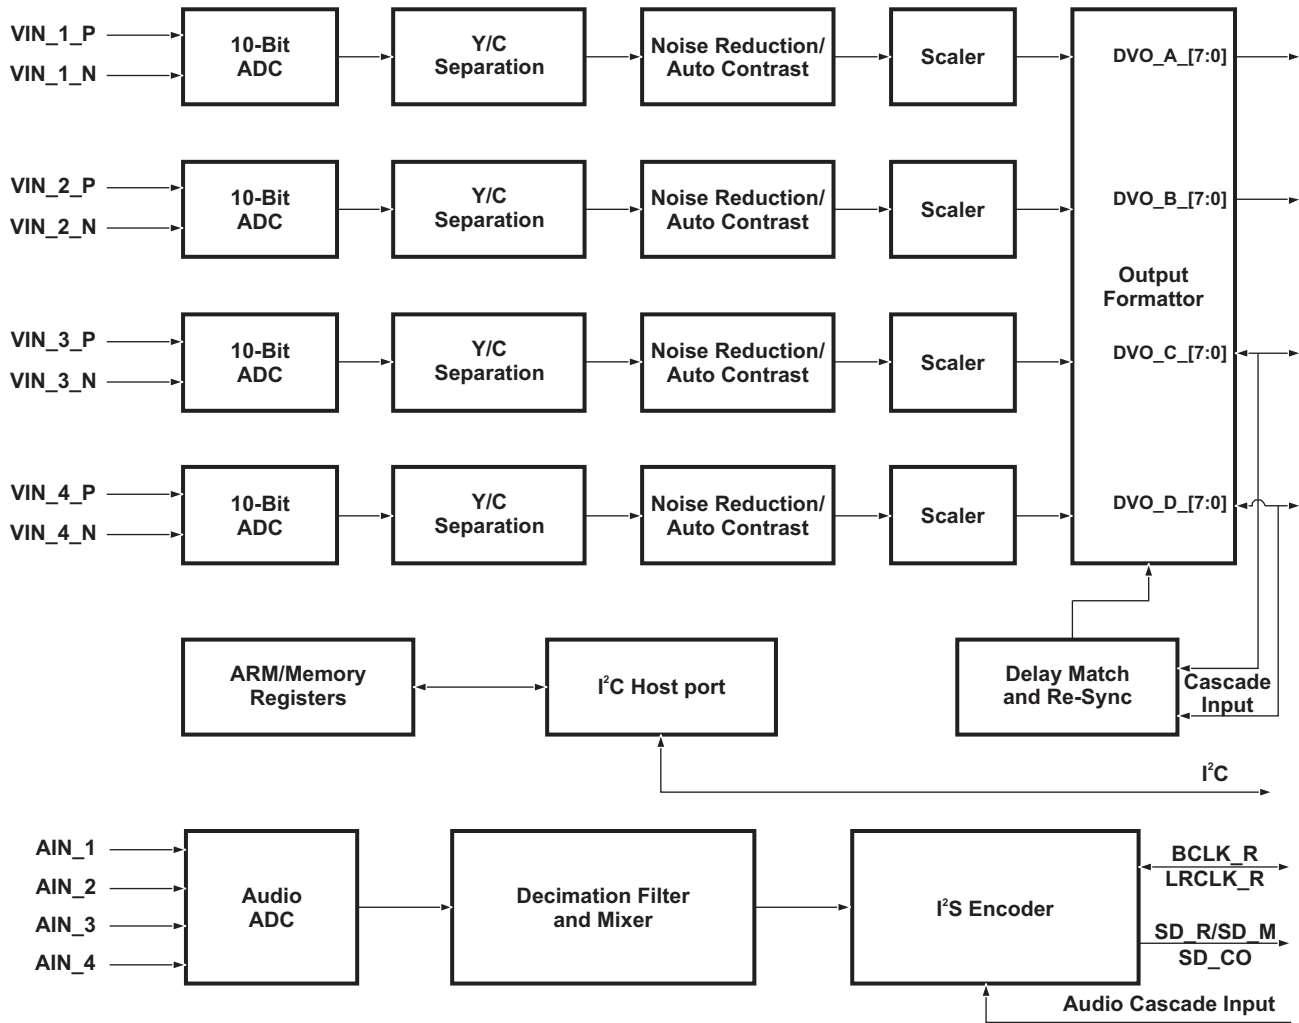 VIN_1_P
VIN_1_N
10-Bit
ADC
Y/C
Separation
Noise Reduction/
Auto Contrast
Scaler
DVO_A_[7:0]
VIN_2_P
VIN_2_N
10-Bit
ADC
Y/C
Separation
Noise Reduction/
Auto Contrast
Scaler
DVO_B_[7:0]
Output
Formattor
VIN_3_P
VIN_3_N
10-Bit
ADC
Y/C
Separation
Noise Reduction/
Auto Contrast
Scaler
DVO_C_[7:0]
VIN_4_P
VIN_4_N
10-Bit
ADC
Y/C
Separation
Noise Reduction/
Auto Contrast
Scaler
DVO_D_[7:0]
ARM/Memory
Registers
I²C Host port
Delay Match
and Re-Sync
Cascade
Input
I²C
AIN_1
AIN_2
AIN_3
AIN_4
Audio
ADC
Decimation Filter
and Mixer
I²S Encoder
BCLK_R
LRCLK_R
SD_R/SD_M
SD_CO
Audio Cascade Input